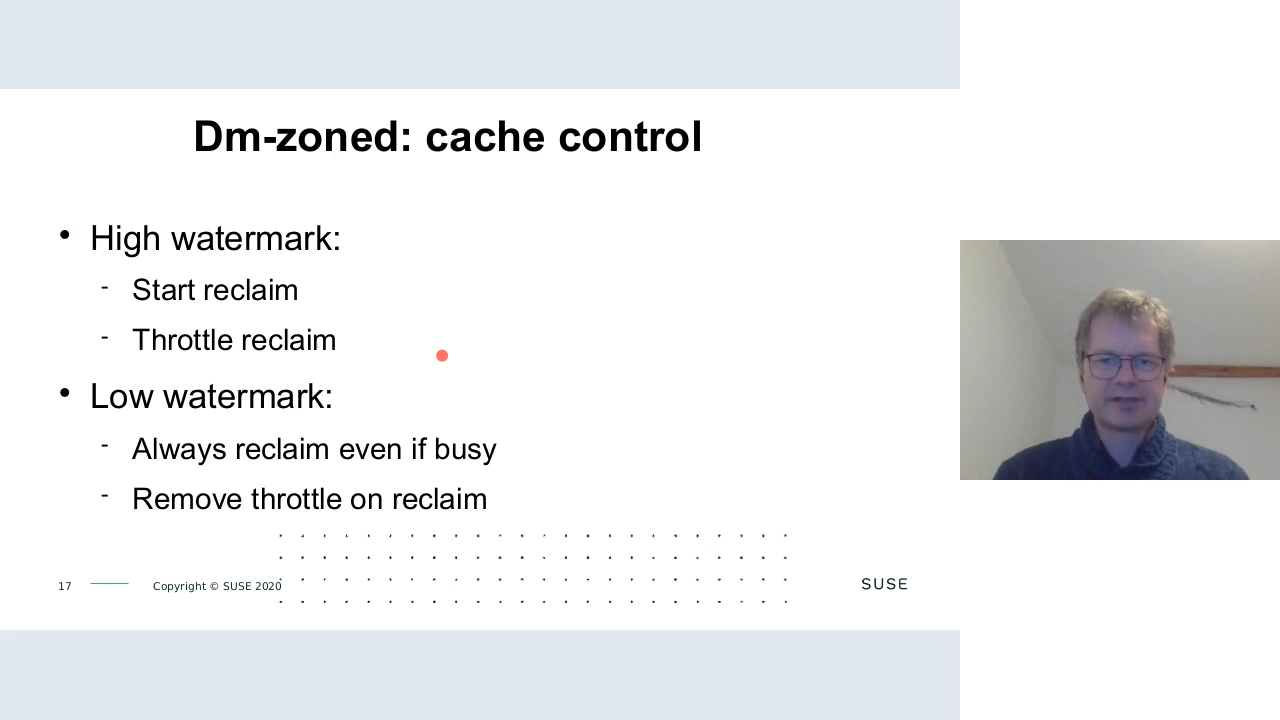 Dm-zoned: cache control
• High watermark:
- Start reclaim
- Throttle reclaim
• Low watermark:
- Always reclaim even if busy
- Remove throttle on reclaim
17
Copyright © SUSE 2020
SUSE